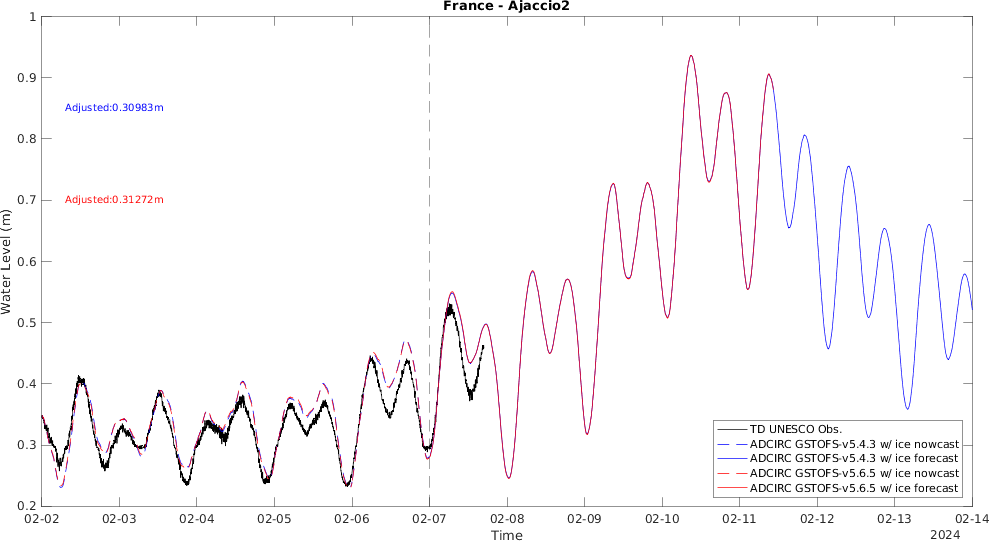 France - Ajaccio2
1
0.9
0.8
0.7
0.6
0.5
0.4
0.3
0.2
Water Level (m)
Adjusted:0.30983m
Adjusted:0.31272m
TD UNESCO Obs.
ADCIRC GSTOFS-v5.4.3 w/ ice nowcast
ADCIRC GSTOFS-v5.4.3 w/ ice forecast
ADCIRC GSTOFS-v5.6.5 w/ ice nowcast
ADCIRC GSTOFS-v5.6.5 w/ ice forecast
02-02 02-03 02-04 02-05 02-06 02-07 02-08 02-09 02-10 02-11 02-12 02-13 02-14
Time
2024